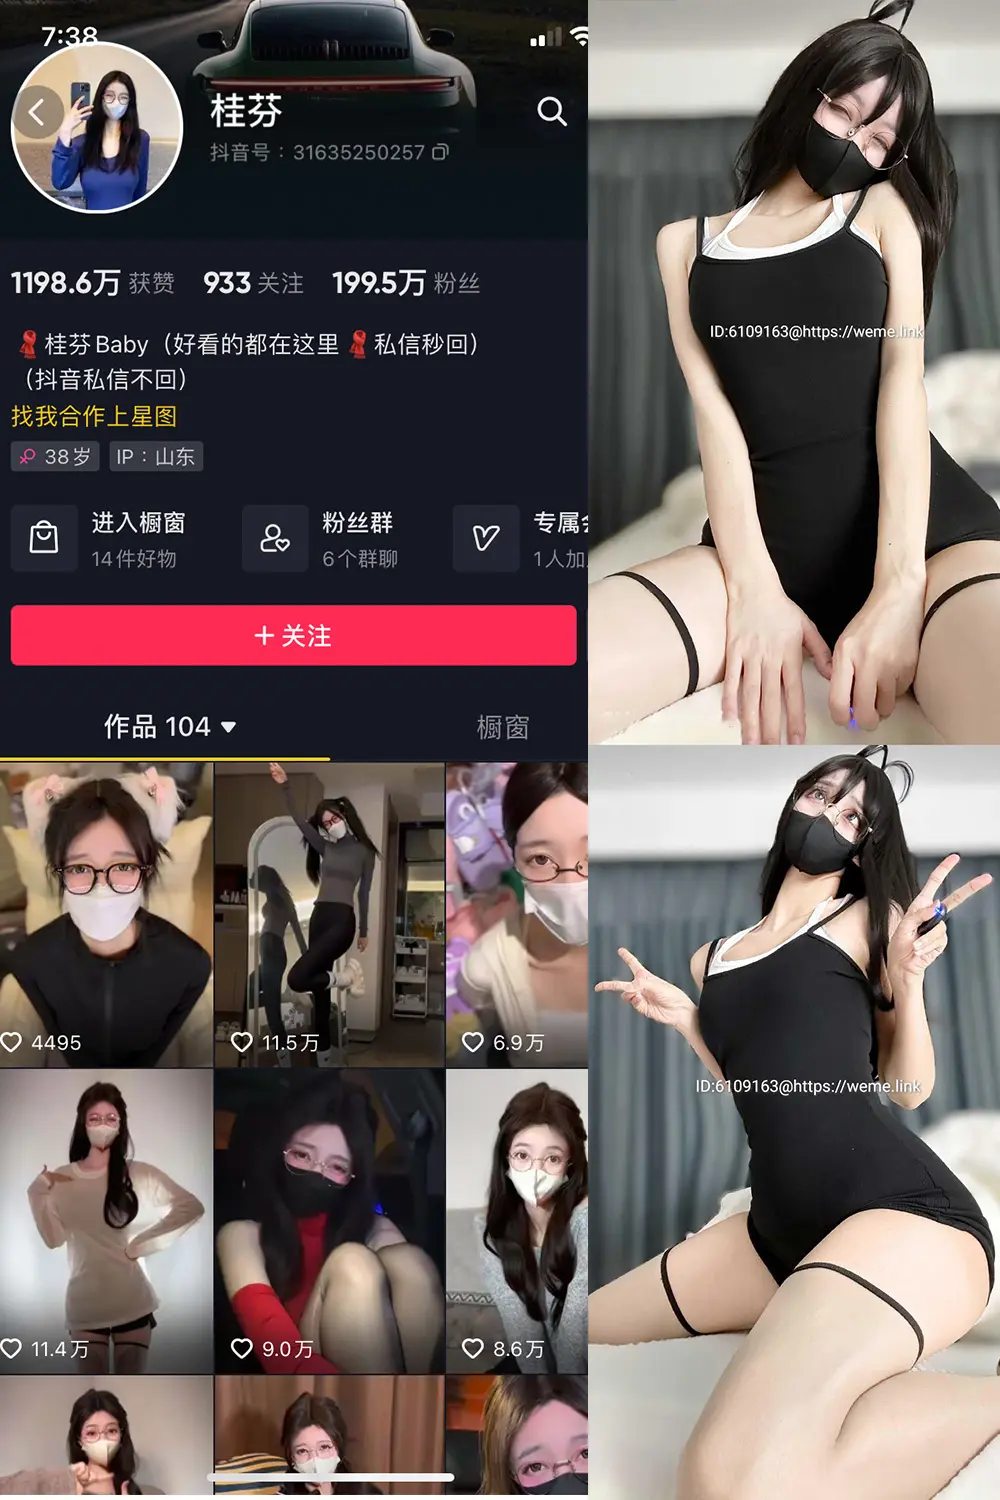 7:38
桂芬
抖音号：31635250257
1198.6万 获赞 933 关注 199.5万 粉丝
桂芬 Baby（好看的都在这里 私信秒回）
（抖音私信不回）
找我合作上星图
38岁 IP：山东
进入橱窗
14件好物
粉丝群
6个群聊
专属
1人加
+ 关注
作品 104
橱窗
4495
11.5万
6.9万
11.4万
9.0万
8.6万
ID:6109163@https://weme.link
ID:6109163@https://weme.link